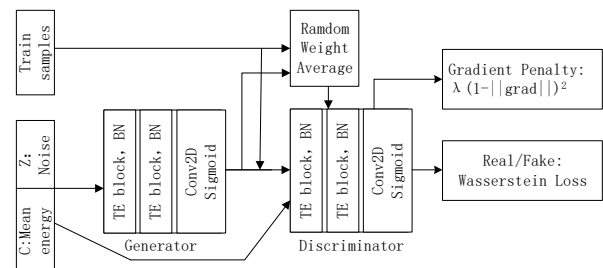 Train
samples
Ramdom
Weight
Average
Gradient Penalty:
λ(1-||grad||)²
Z: Noise
C:Mean
energy
TE block, BN
TE block, BN
Conv2D
Sigmoid
Generator
TE block, BN
TE block, BN
Conv2D
Sigmoid
Discriminator
Real/Fake:
Wasserstein Loss